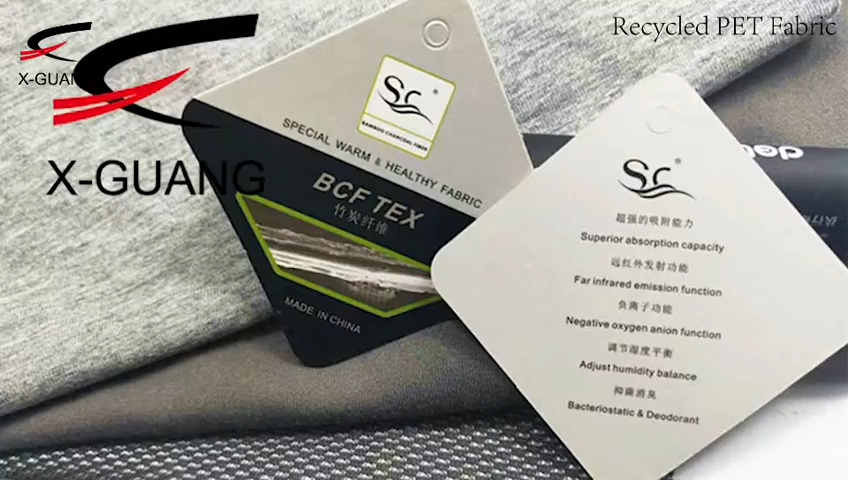 Recycled PET Fabric
X-GUANG
X-GUANG
Sc®
BAMBOO CHARCOAL FIBER
SPECIAL WARM & HEALTHY FABRIC
BCF TEX
竹炭纤维
MADE IN CHINA
Sc®
超强的吸附能力
Superior absorption capacity
远红外发射功能
Far infrared emission function
负离子功能
Negative oxygen anion function
调节湿度平衡
Adjust humidity balance
抑菌消臭
Bacteriostatic & Deodorant